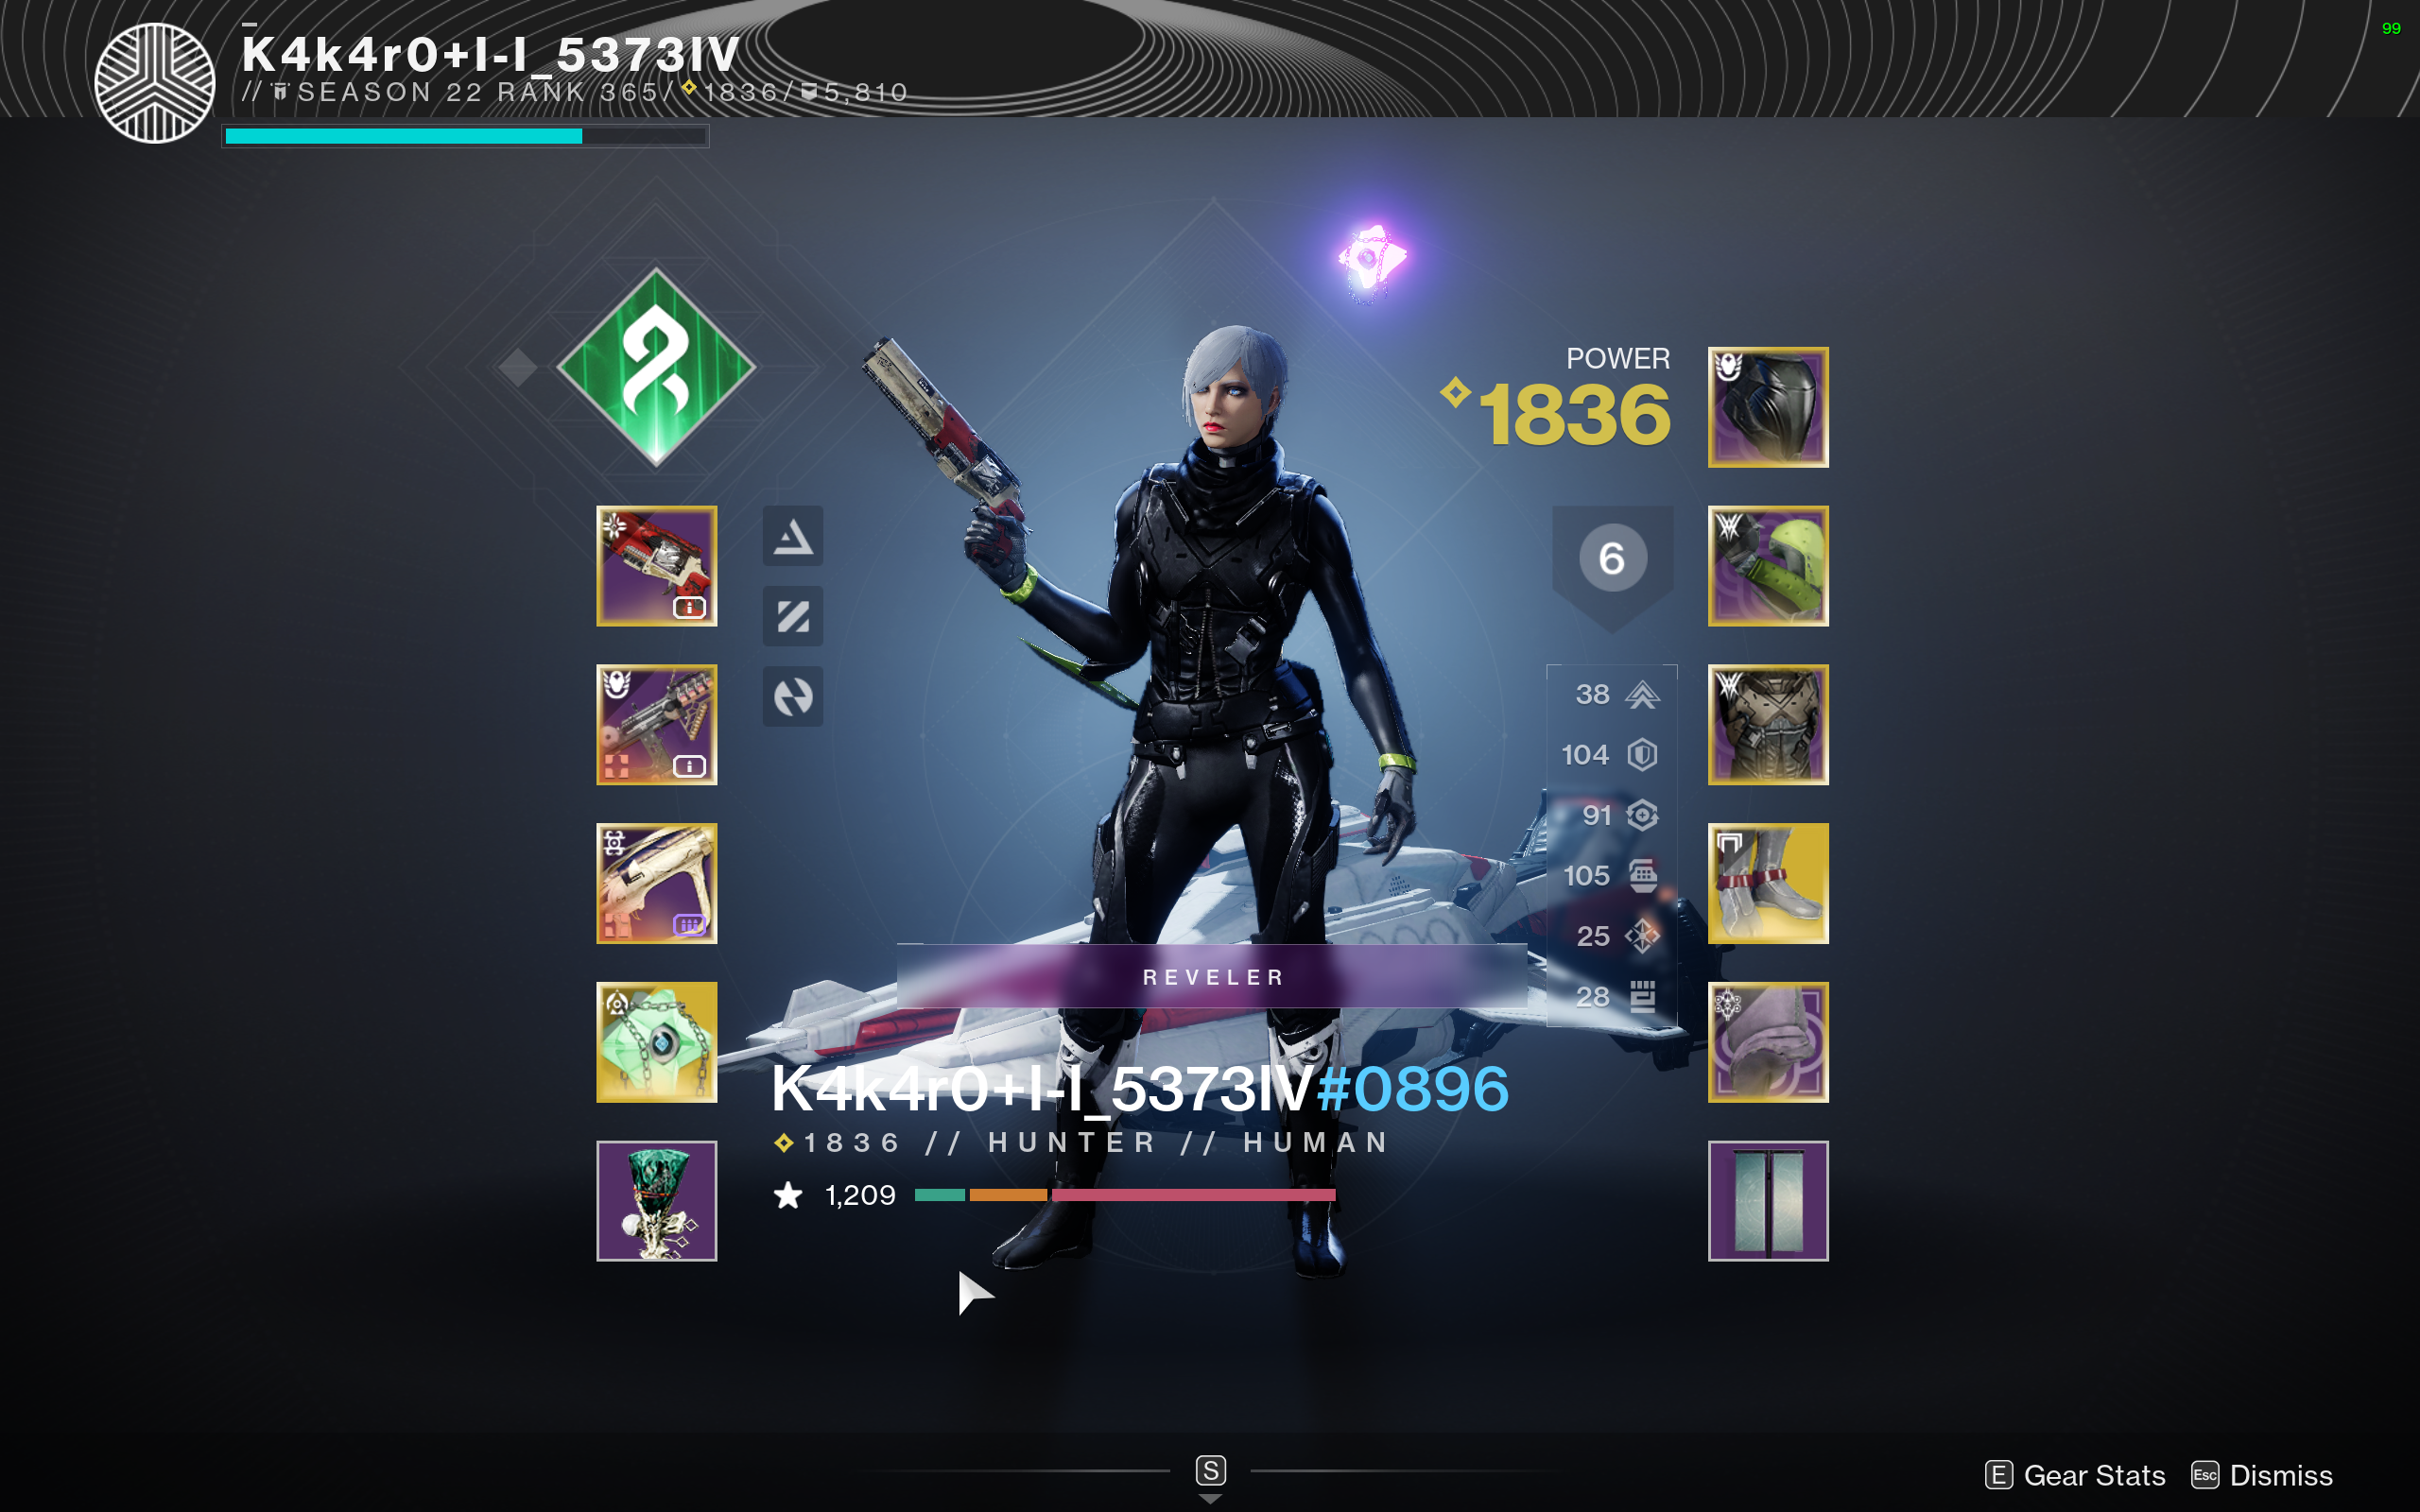 K4k4r0+I-I_5373IV
// SEASON 22 RANK 365/1836/5,810
99
POWER
1836
6
38
104
91
105
25
28
REVELER
K4k4r0+I-I_5373IV#0896
1836 // HUNTER // HUMAN
1,209
S
E Gear Stats Esc Dismiss